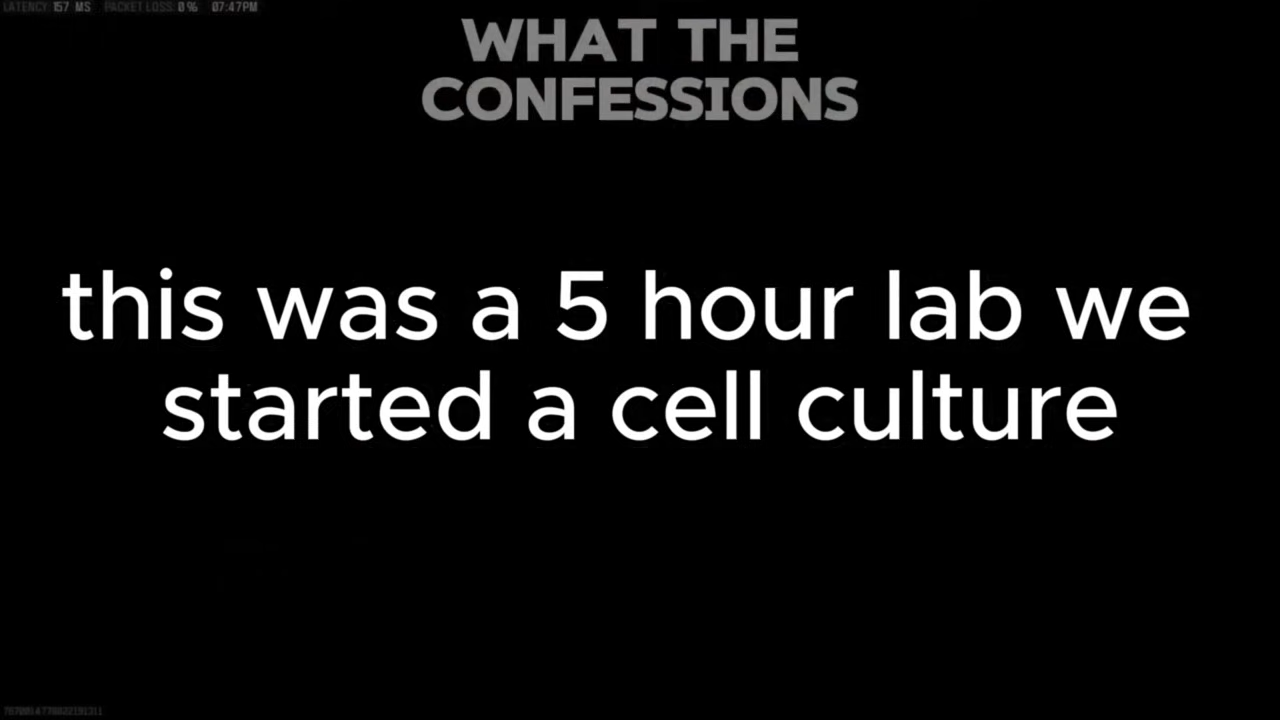 LATENCY: 157 MS PACKET LOSS: 0 % 07:47PM
WHAT THE
CONFESSIONS
this was a 5 hour lab we
started a cell culture